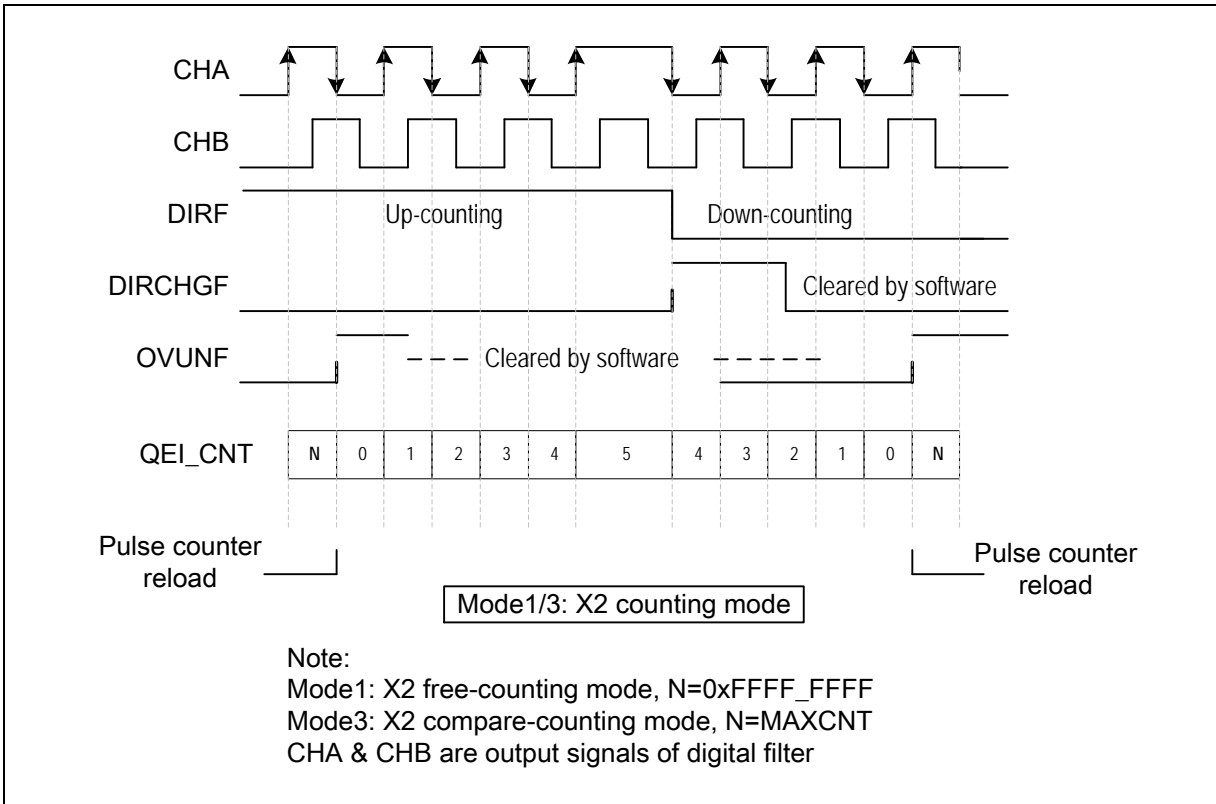 CHA
CHB
DIRF
Up-counting
Down-counting
DIRCHGF
Cleared by software
OVUNF
Cleared by software
QEI_CNT
N 0 1 2 3 4 5 4 3 2 1 0 N
Pulse counter
reload
Pulse counter
reload
Mode1/3: X2 counting mode
Note:
Mode1: X2 free-counting mode, N=0xFFFF_FFFF
Mode3: X2 compare-counting mode, N=MAXCNT
CHA & CHB are output signals of digital filter